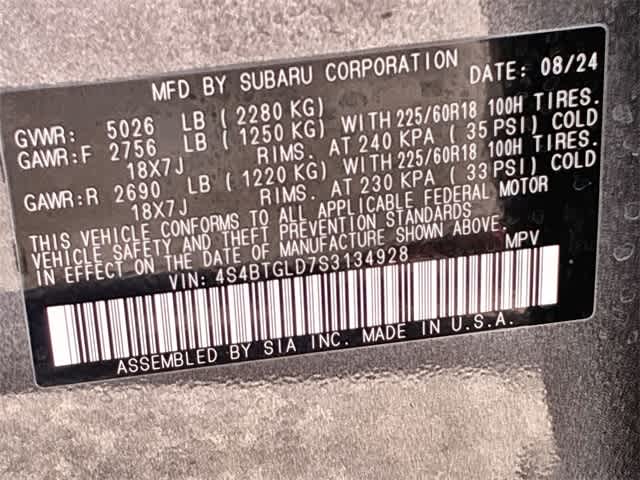 MFD BY SUBARU CORPORATION DATE: 08/24
GVWR: 5026 LB (2280 KG)
GAWR:F 2756 LB (1250 KG) WITH 225/60R18 100H TIRES.
18X7J RIMS. AT 240 KPA (35 PSI) COLD
GAWR:R 2690 LB (1220 KG) WITH 225/60R18 100H TIRES.
18X7J RIMS. AT 230 KPA (33 PSI) COLD
THIS VEHICLE CONFORMS TO ALL APPLICABLE FEDERAL MOTOR
VEHICLE SAFETY AND THEFT PREVENTION STANDARDS
IN EFFECT ON THE DATE OF MANUFACTURE SHOWN ABOVE.
VIN: 4S4BTGLD7S3134928 MPV
ASSEMBLED BY SIA INC. MADE IN U.S.A.